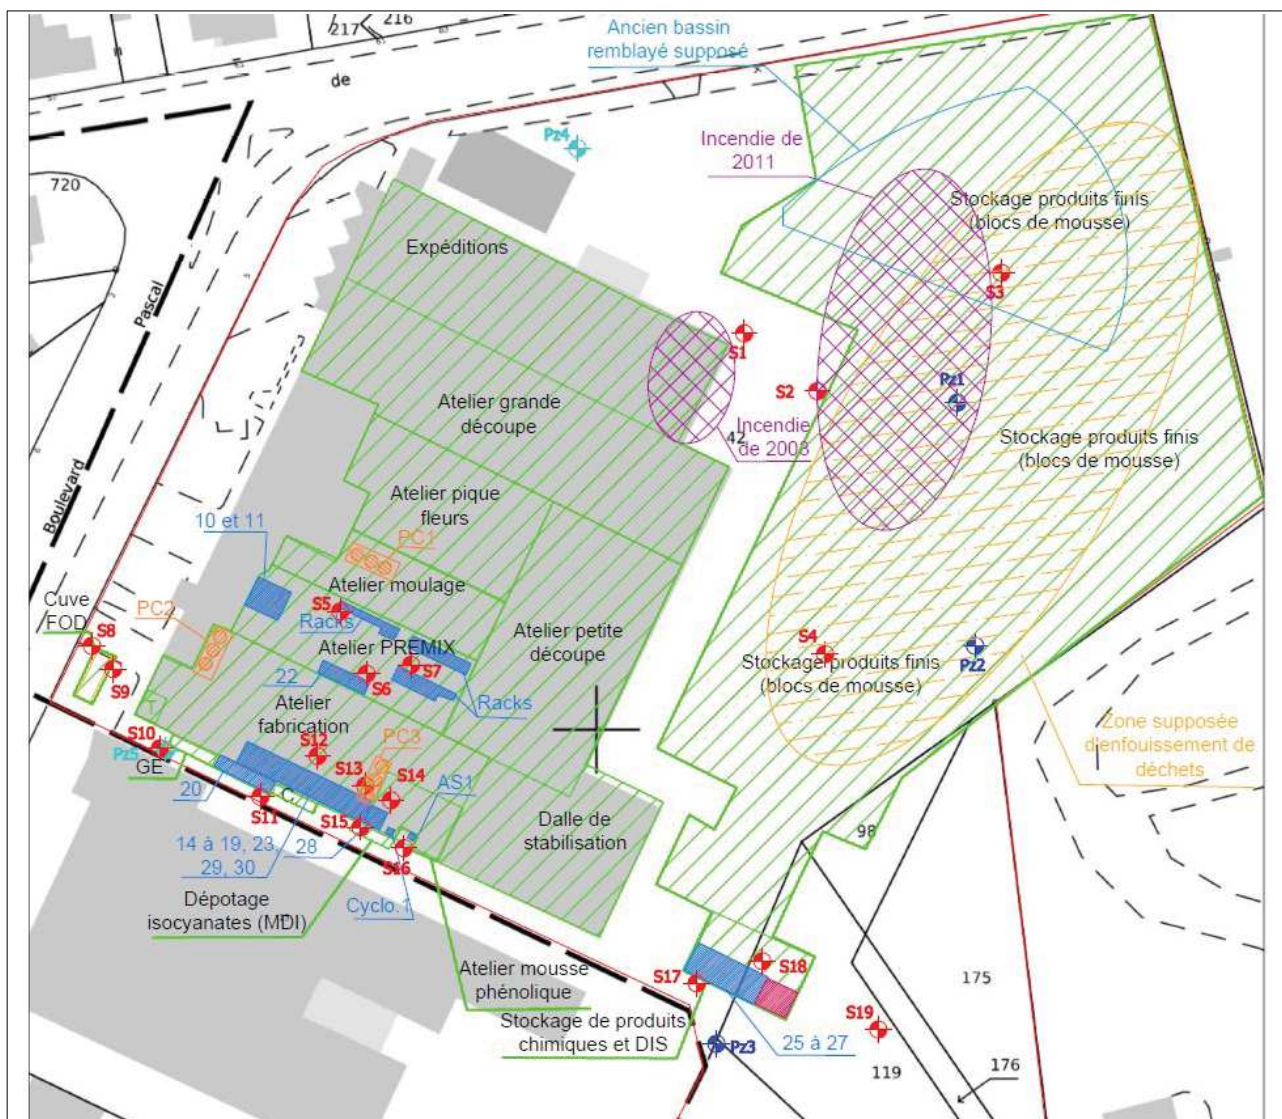 217
216
de
Ancien bassin
remblayé supposé
Pz4
Incendie de
2011
720
Stockage produits finis
(blocs de mousse)
Expéditions
Pascal
S3
S1
S2
Pz1
Atelier grande
découpe
42
Incendie
de 2008
Stockage produits finis
(blocs de mousse)
Boulevard
Atelier pique
fleurs
10 et 11
PC1
Atelier moulage
Cuve
FOD
PC2
S5
Racks
S8
Atelier PREMIX
Atelier petite
découpe
S4
S9
22
S6
S7
Stockage produits finis
(blocs de mousse)
Pz2
Racks
T
Atelier
fabrication
Zone supposée
d'enfouissement de
déchets
S10
Pz5
GE
S12
PC3
S13
S14
AS1
20
C
S11
S15
28
Dalle de
stabilisation
98
14 à 19, 23,
29, 30
S16
Dépotage
isocyanates (MDI)
Cyclo.1
Atelier mousse
phénolique
S17
S18
175
Stockage de produits
chimiques et DIS
S19
25 à 27
Pz3
119
176